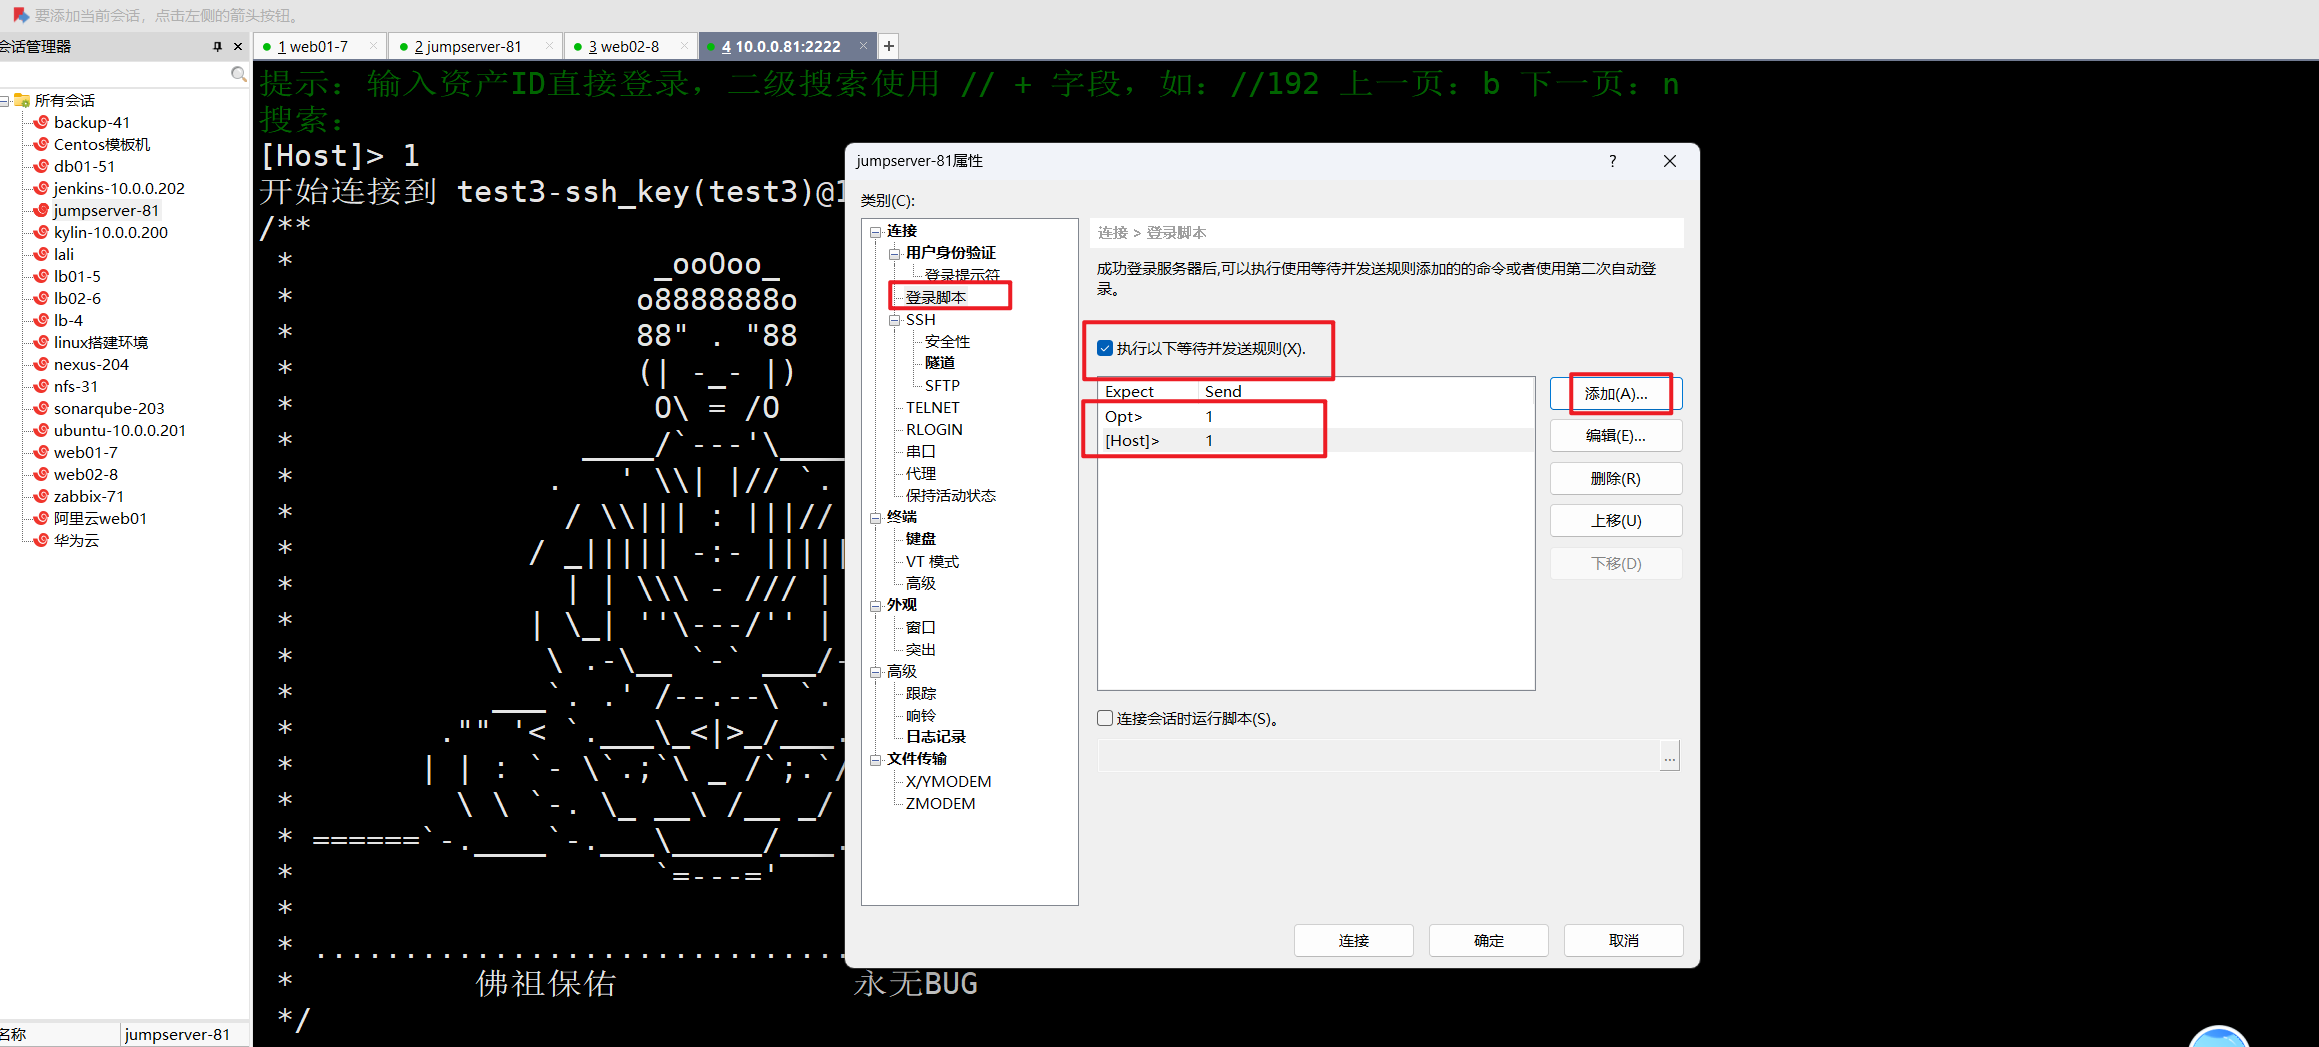 要添加当前会话，点击左侧的箭头按钮。
会话管理器
1 web01-7
2 jumpserver-81
3 web02-8
4 10.0.0.81:2222
所有会话
backup-41
Centos模板机
db01-51
jenkins-10.0.0.202
jumpserver-81
kylin-10.0.0.200
lali
lb01-5
lb02-6
lb-4
linux搭建环境
nexus-204
nfs-31
sonarqube-203
ubuntu-10.0.0.201
web01-7
web02-8
zabbix-71
阿里云web01
华为云
名称 jumpserver-81
提示：输入资产ID直接登录，二级搜索使用 // + 字段，如：//192 上一页：b 下一页：n
搜索：
[Host]> 1
开始连接到 test3-ssh_key(test3)@1
/**
* _ooOoo_
* o8888888o
* 88" . "88
* (| -_- |)
* O\ = /O
* ____/`---'\____
* . ' \\| |// `.
* / \\||| : |||//
* / _||||| -:- |||||
* | | \\\ - /// |
* | \_| ''\---/'' |
* \ .-\__ `-` ___/-
* ___`. .' /--.--\ `.
* ."" '< `.___\_<|>_/___.
* | | : `- \`.;`\ _ /`;.`/
* \ \ `-. \_ __\ /__ _/
* ======`-.____`-.___\_____/___.
* `=---='
*
* ..............................
* 佛祖保佑 永无BUG
*/
jumpserver-81属性
类别(C):
连接
用户身份验证
登录提示符
登录脚本
SSH
安全性
隧道
SFTP
TELNET
RLOGIN
串口
代理
保持活动状态
终端
键盘
VT 模式
高级
外观
窗口
突出
高级
跟踪
响铃
日志记录
文件传输
X/YMODEM
ZMODEM
连接 > 登录脚本
成功登录服务器后,可以执行使用等待并发送规则添加的的命令或者使用第二次自动登
录。
执行以下等待并发送规则(X).
Expect Send
Opt> 1
[Host]> 1
添加(A)...
编辑(E)...
删除(R)
上移(U)
下移(D)
连接会话时运行脚本(S)。
...
连接
确定
取消